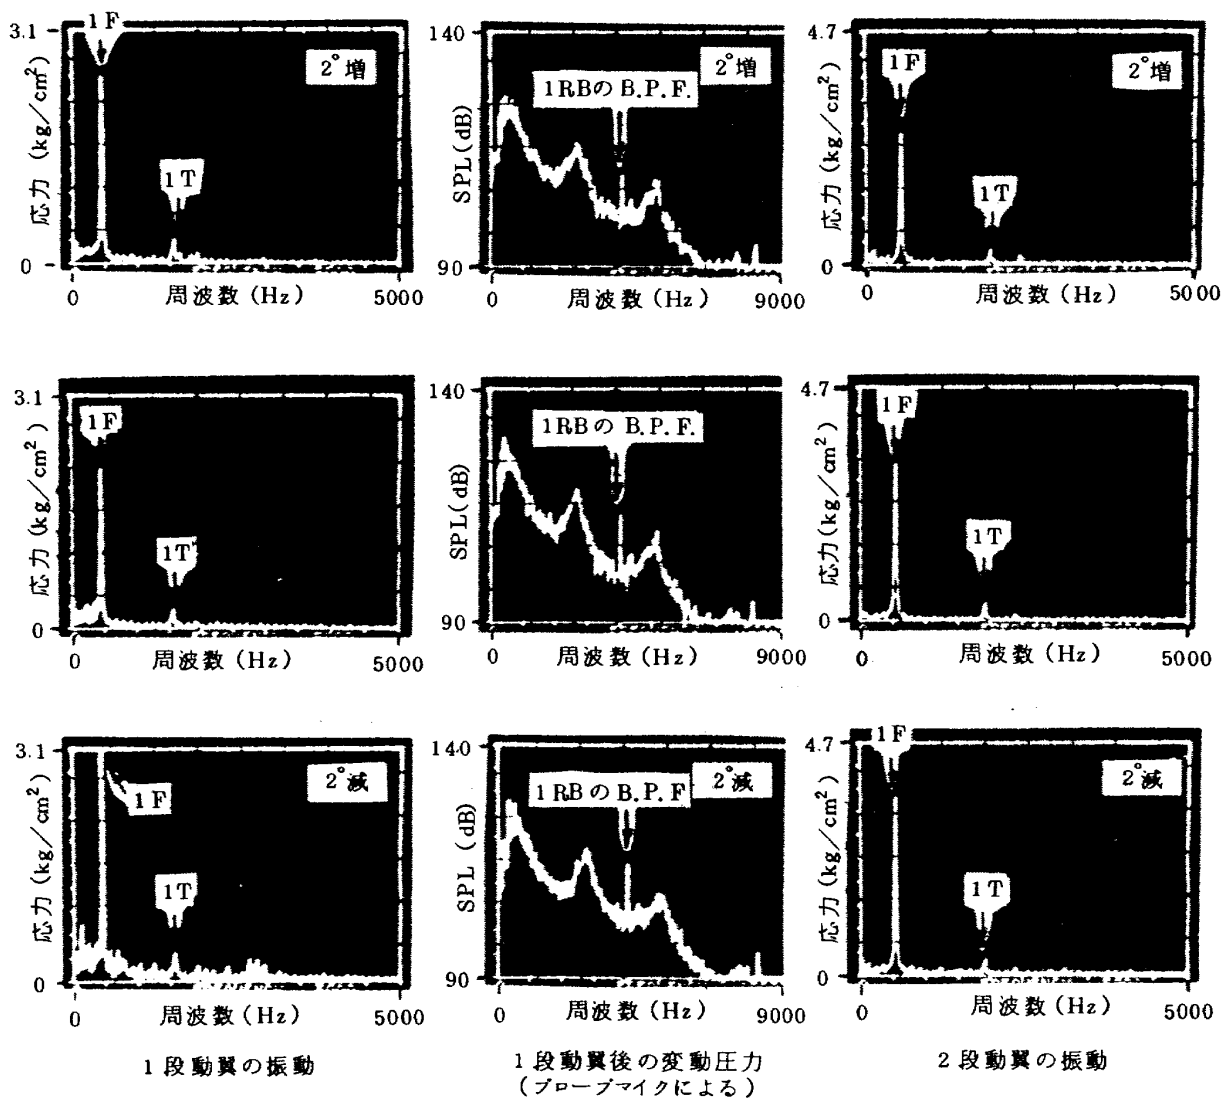 3.1
1F
2°増
応力 (kg/cm²)
1T
0
0
周波数 (Hz)
5000
140
2°増
1RBの B.P.F.
SPL (dB)
90
0
周波数 (Hz)
9000
4.7
1F
2°増
応力 (kg/cm²)
1T
0
0
周波数 (Hz)
5000
3.1
1F
応力 (kg/cm²)
1T
0
0
周波数 (Hz)
5000
140
1RBの B.P.F.
SPL (dB)
90
0
周波数 (Hz)
9000
4.7
1F
応力 (kg/cm²)
1T
0
0
周波数 (Hz)
5000
3.1
2°減
1F
応力 (kg/cm²)
1T
0
0
周波数 (Hz)
5000
140
2°減
1RBの B.P.F
SPL (dB)
90
0
周波数 (Hz)
9000
4.7
1F
2°減
応力 (kg/cm²)
1T
0
0
周波数 (Hz)
5000
1段動翼の振動
1段動翼後の変動圧力
(プローブマイクによる)
2段動翼の振動